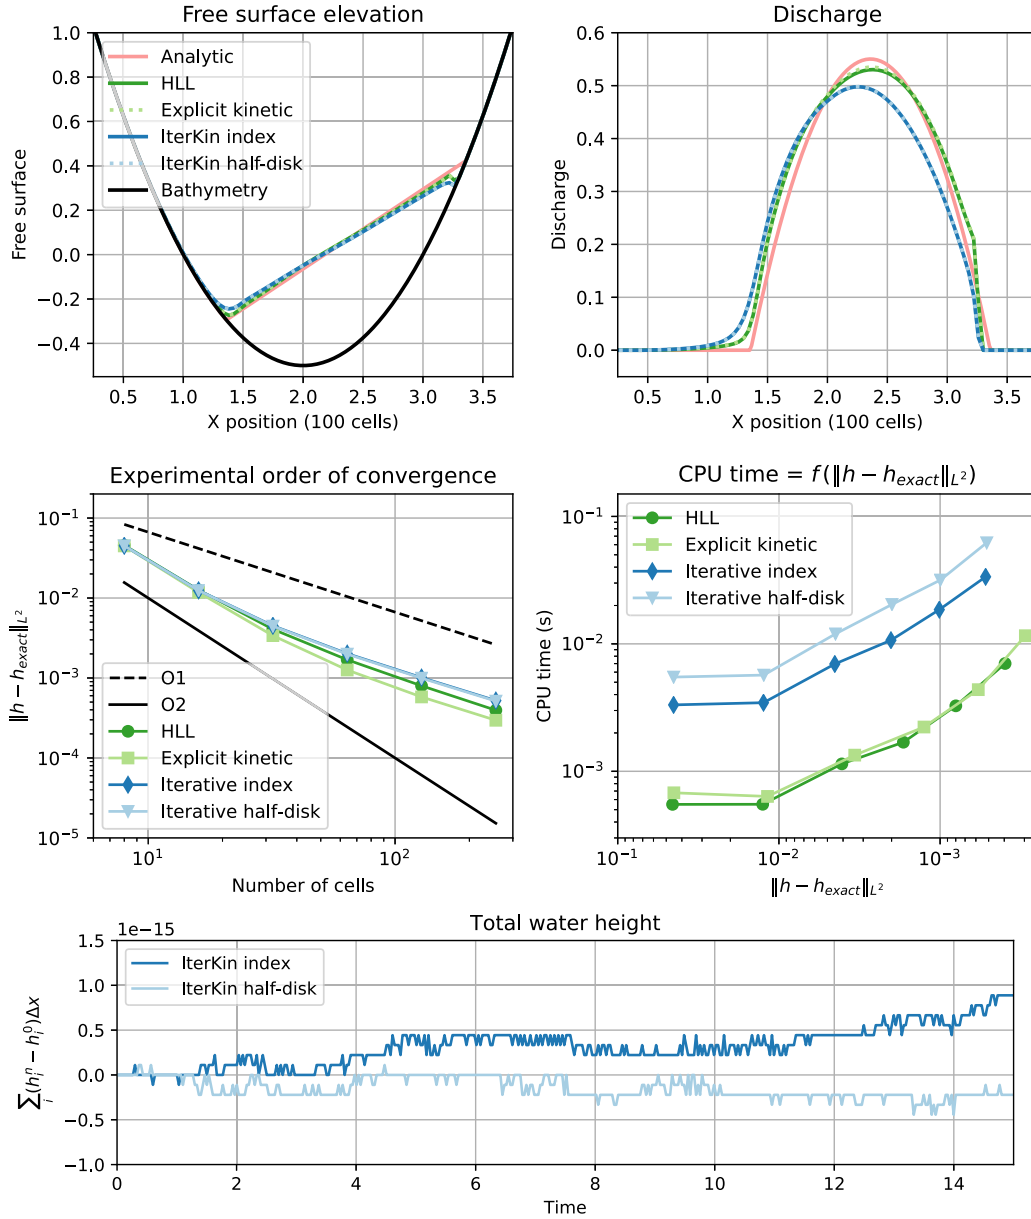 Free surface elevation
Free surface
1.0
0.8
0.6
0.4
0.2
0.0
−0.2
−0.4
Analytic
HLL
Explicit kinetic
IterKin index
IterKin half-disk
Bathymetry
0.5 1.0 1.5 2.0 2.5 3.0 3.5
X position (100 cells)
Discharge
Discharge
0.6
0.5
0.4
0.3
0.2
0.1
0.0
0.5 1.0 1.5 2.0 2.5 3.0 3.5
X position (100 cells)
Experimental order of convergence
‖h − h_{exact}‖_{L^2}
10^{-1}
10^{-2}
10^{-3}
10^{-4}
10^{-5}
O1
O2
HLL
Explicit kinetic
Iterative index
Iterative half-disk
10^1 10^2
Number of cells
CPU time = f(‖h − h_{exact}‖_{L^2})
CPU time (s)
10^{-1}
10^{-2}
10^{-3}
HLL
Explicit kinetic
Iterative index
Iterative half-disk
10^{-1} 10^{-2} 10^{-3}
‖h − h_{exact}‖_{L^2}
Total water height
1e−15
∑_i(h_i^n − h_i^0)Δx
1.5
1.0
0.5
0.0
−0.5
−1.0
IterKin index
IterKin half-disk
0 2 4 6 8 10 12 14
Time